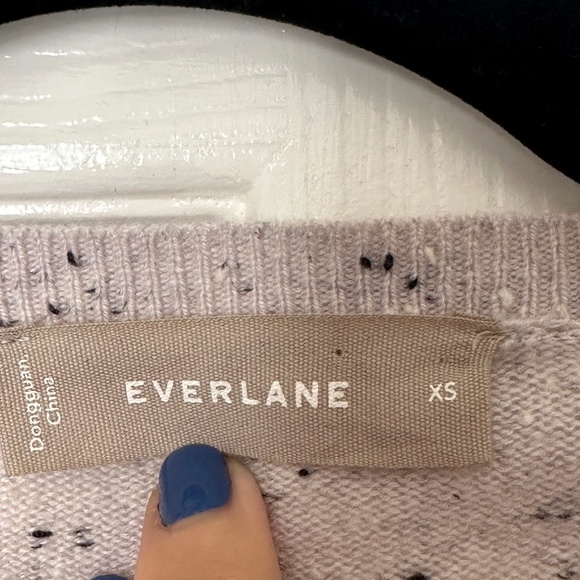 Dongguan,
China
EVERLANE
XS